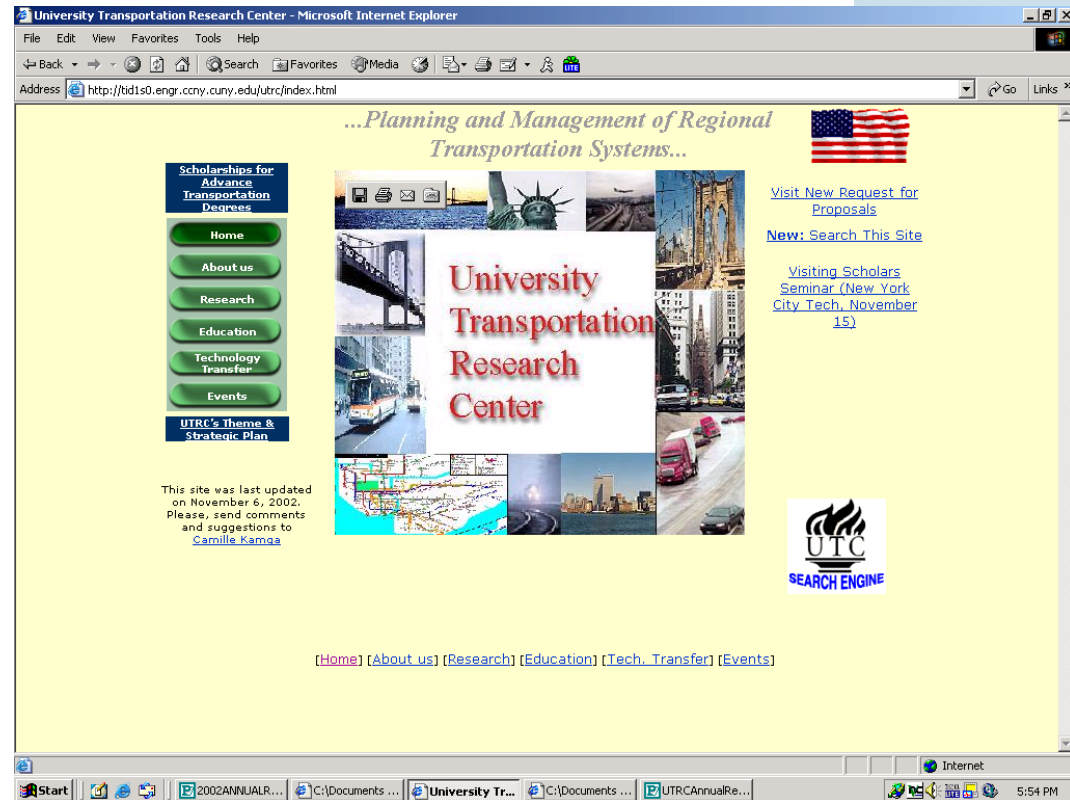 University Transportation Research Center - Microsoft Internet Explorer
File Edit View Favorites Tools Help
Back Search Favorites Media LITE
Address http://tid1s0.engr.ccny.cuny.edu/utrc/index.html Go Links »
...Planning and Management of Regional
Transportation Systems...
Scholarships for
Advance
Transportation
Degrees
Home
About us
Research
Education
Technology
Transfer
Events
UTRC's Theme &
Strategic Plan
This site was last updated
on November 6, 2002.
Please, send comments
and suggestions to
Camille Kamga
University
Transportation
Research
Center
Visit New Request for
Proposals
New: Search This Site
Visiting Scholars
Seminar (New York
City Tech, November
15)
UTC
SEARCH ENGINE
[Home] [About us] [Research] [Education] [Tech. Transfer] [Events]
Internet
Start 2002ANNUALR... C:\Documents ... University Tr... C:\Documents ... UTRCAnnualRe... 5:54 PM